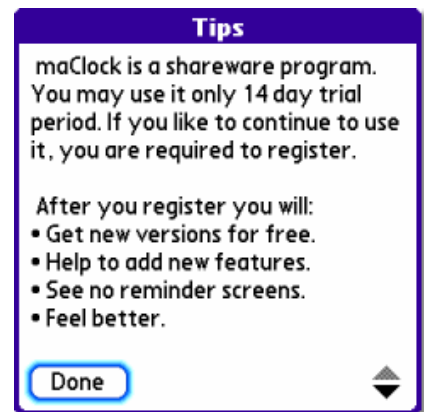 Tips
maClock is a shareware program.
You may use it only 14 day trial
period. If you like to continue to use
it, you are required to register.
After you register you will:
• Get new versions for free.
• Help to add new features.
• See no reminder screens.
• Feel better.
Done